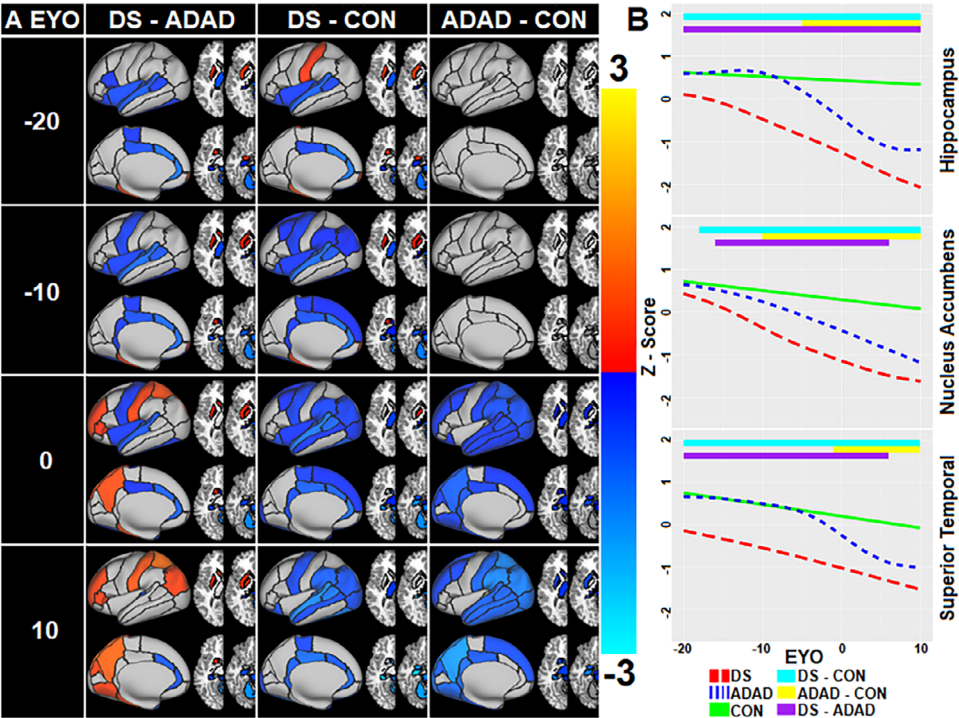 A EYO DS - ADAD DS - CON ADAD - CON
-20
-10
0
10
3
Z - Score
-3
B
2
1
0
-1
-2
Hippocampus
2
1
0
-1
-2
Nucleus Accumbens
2
1
0
-1
-2
Superior Temporal
-20 -10 0 10
EYO
DS DS - CON
ADAD ADAD - CON
CON DS - ADAD